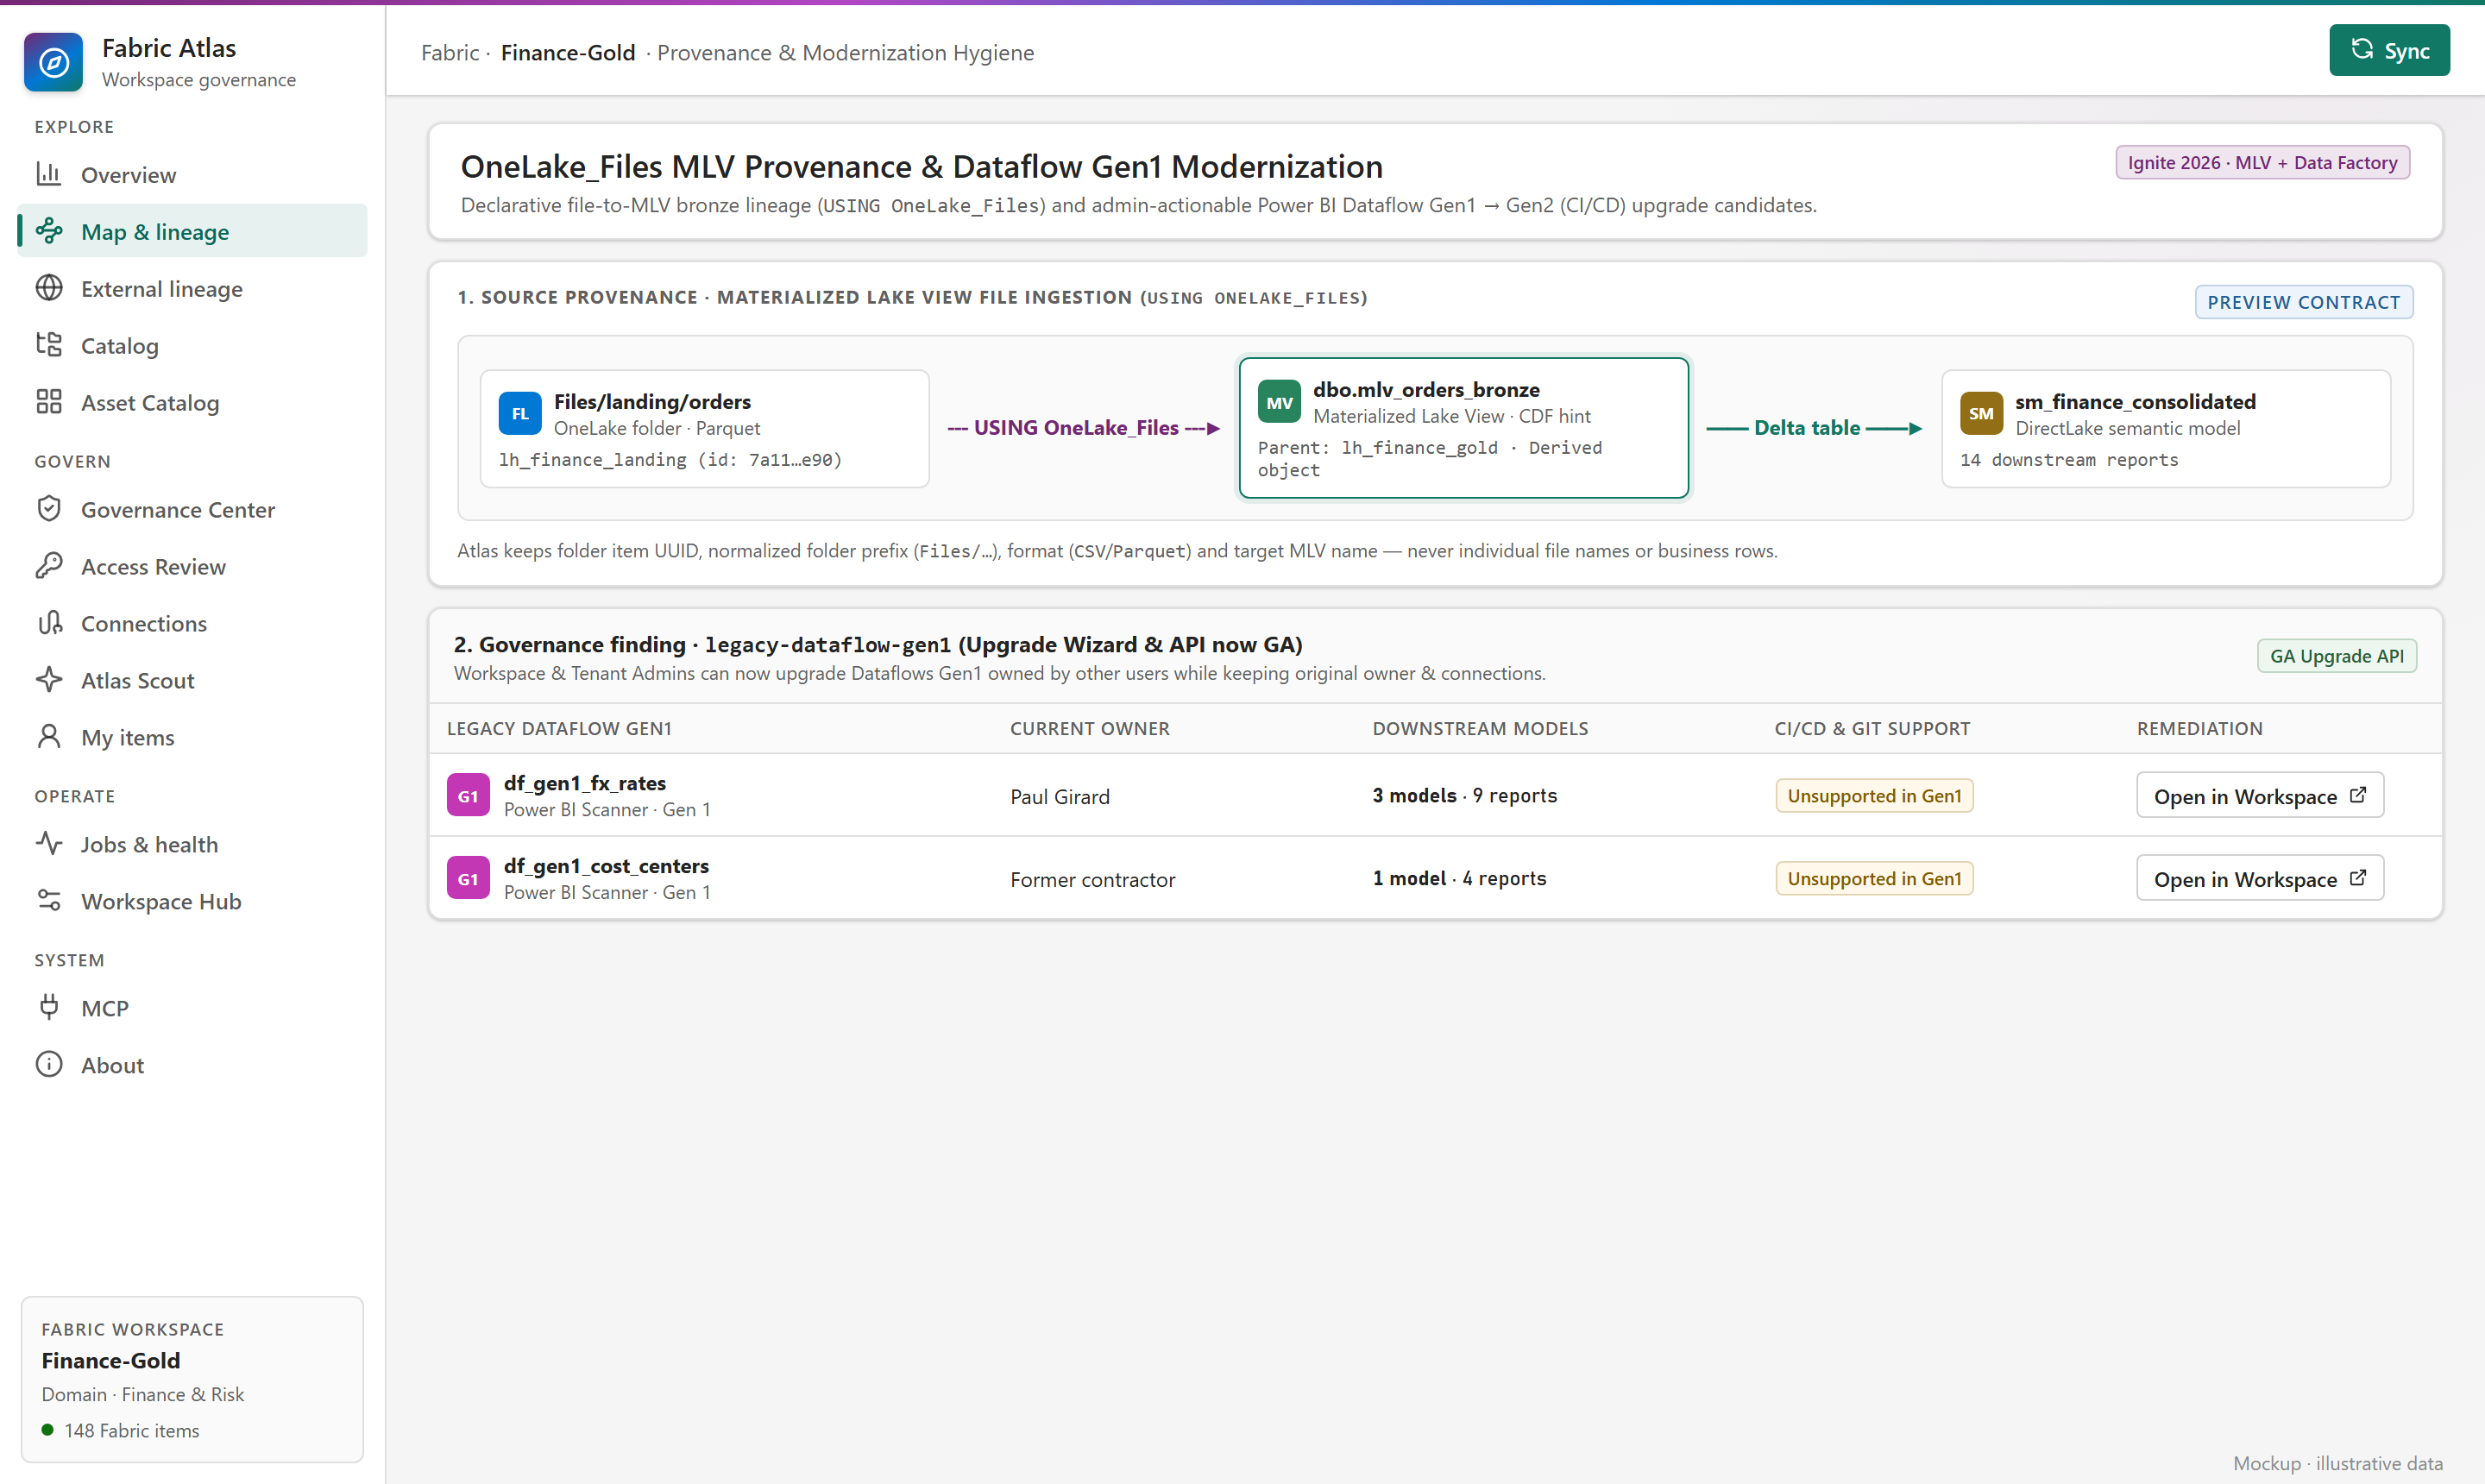 Fabric Atlas
Workspace governance
EXPLORE
Overview
Map & lineage
External lineage
Catalog
Asset Catalog
GOVERN
Governance Center
Access Review
Connections
Atlas Scout
My items
OPERATE
Jobs & health
Workspace Hub
SYSTEM
MCP
About
FABRIC WORKSPACE
Finance-Gold
Domain · Finance & Risk
148 Fabric items
Fabric · Finance-Gold · Provenance & Modernization Hygiene
Sync
OneLake_Files MLV Provenance & Dataflow Gen1 Modernization
Ignite 2026 · MLV + Data Factory
Declarative file-to-MLV bronze lineage (USING OneLake_Files) and admin-actionable Power BI Dataflow Gen1 → Gen2 (CI/CD) upgrade candidates.
1. SOURCE PROVENANCE · MATERIALIZED LAKE VIEW FILE INGESTION (USING ONELAKE_FILES)
PREVIEW CONTRACT
FL
Files/landing/orders
OneLake folder · Parquet
lh_finance_landing (id: 7a11…e90)
--- USING OneLake_Files ---►
MV
dbo.mlv_orders_bronze
Materialized Lake View · CDF hint
Parent: lh_finance_gold · Derived
object
——— Delta table ———►
SM
sm_finance_consolidated
DirectLake semantic model
14 downstream reports
Atlas keeps folder item UUID, normalized folder prefix (Files/…), format (CSV/Parquet) and target MLV name — never individual file names or business rows.
2. Governance finding · legacy-dataflow-gen1 (Upgrade Wizard & API now GA)
Workspace & Tenant Admins can now upgrade Dataflows Gen1 owned by other users while keeping original owner & connections.
GA Upgrade API
LEGACY DATAFLOW GEN1 CURRENT OWNER DOWNSTREAM MODELS CI/CD & GIT SUPPORT REMEDIATION
G1
df_gen1_fx_rates
Power BI Scanner · Gen 1
Paul Girard
3 models · 9 reports
Unsupported in Gen1
Open in Workspace
G1
df_gen1_cost_centers
Power BI Scanner · Gen 1
Former contractor
1 model · 4 reports
Unsupported in Gen1
Open in Workspace
Mockup · illustrative data